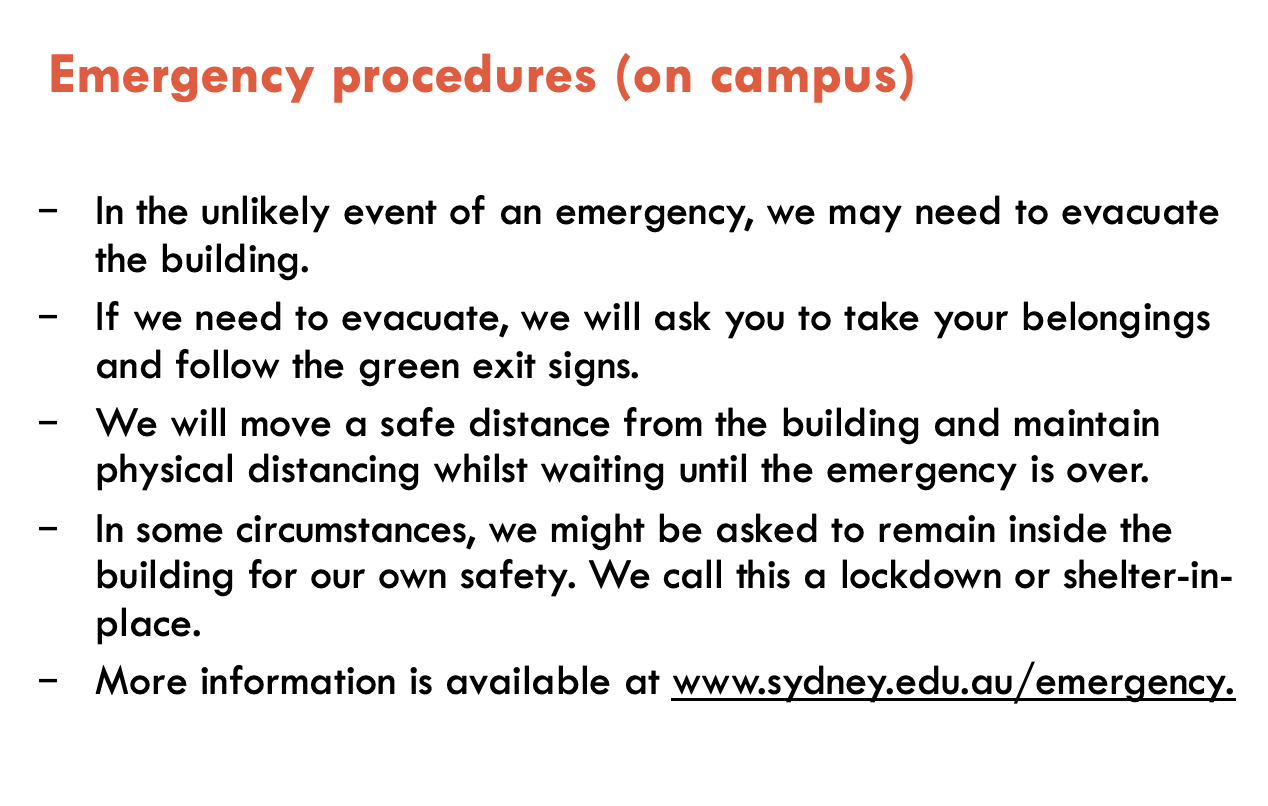 Emergency procedures (on campus)
– In the unlikely event of an emergency, we may need to evacuate
the building.
– If we need to evacuate, we will ask you to take your belongings
and follow the green exit signs.
– We will move a safe distance from the building and maintain
physical distancing whilst waiting until the emergency is over.
– In some circumstances, we might be asked to remain inside the
building for our own safety. We call this a lockdown or shelter-in-
place.
– More information is available at www.sydney.edu.au/emergency.